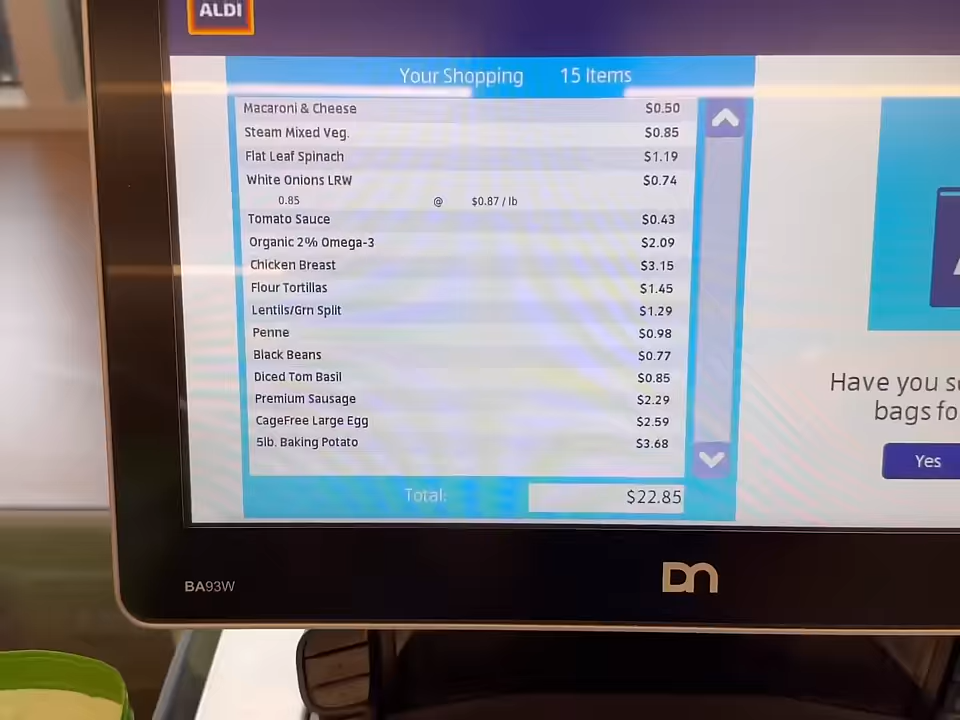 ALDI
Your Shopping 15 Items
Macaroni & Cheese $0.50
Steam Mixed Veg. $0.85
Flat Leaf Spinach $1.19
White Onions LRW $0.74
0.85 @ $0.87 / lb
Tomato Sauce $0.43
Organic 2% Omega-3 $2.09
Chicken Breast $3.15
Flour Tortillas $1.45
Lentils/Grn Split $1.29
Penne $0.98
Black Beans $0.77
Diced Tom Basil $0.85
Premium Sausage $2.29
CageFree Large Egg $2.59
5lb. Baking Potato $3.68
Total: $22.85
Have you
bags
Yes
BA93W
DN